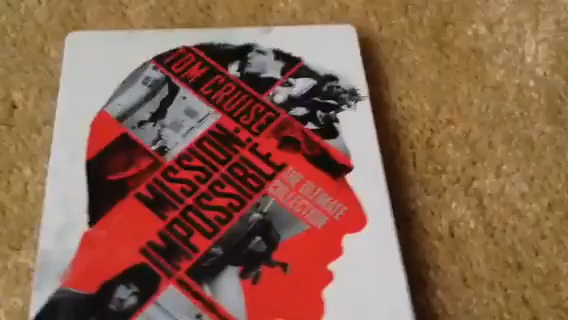 TOM CRUISE
MISSION:
IMPOSSIBLE
THE ULTIMATE
COLLECTION